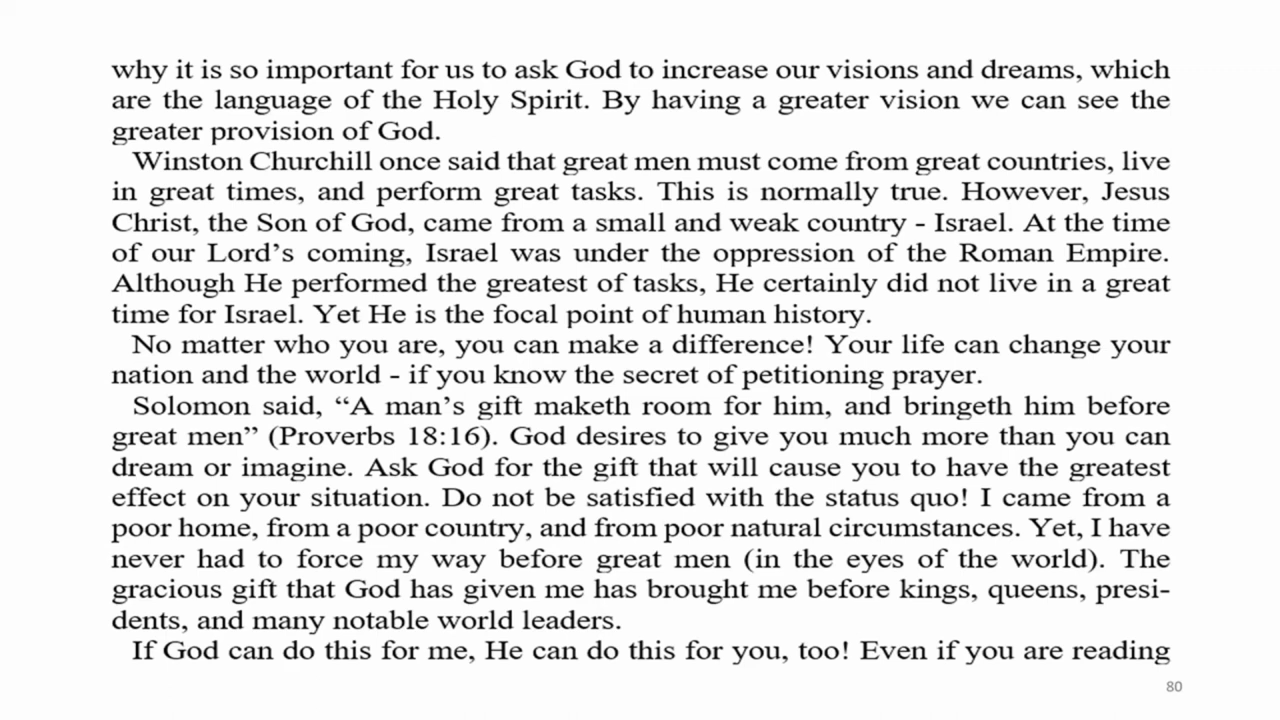 why it is so important for us to ask God to increase our visions and dreams, which
are the language of the Holy Spirit. By having a greater vision we can see the
greater provision of God.
Winston Churchill once said that great men must come from great countries, live
in great times, and perform great tasks. This is normally true. However, Jesus
Christ, the Son of God, came from a small and weak country - Israel. At the time
of our Lord's coming, Israel was under the oppression of the Roman Empire.
Although He performed the greatest of tasks, He certainly did not live in a great
time for Israel. Yet He is the focal point of human history.
No matter who you are, you can make a difference! Your life can change your
nation and the world - if you know the secret of petitioning prayer.
Solomon said, “A man's gift maketh room for him, and bringeth him before
great men” (Proverbs 18:16). God desires to give you much more than you can
dream or imagine. Ask God for the gift that will cause you to have the greatest
effect on your situation. Do not be satisfied with the status quo! I came from a
poor home, from a poor country, and from poor natural circumstances. Yet, I have
never had to force my way before great men (in the eyes of the world). The
gracious gift that God has given me has brought me before kings, queens, presi-
dents, and many notable world leaders.
If God can do this for me, He can do this for you, too! Even if you are reading
80